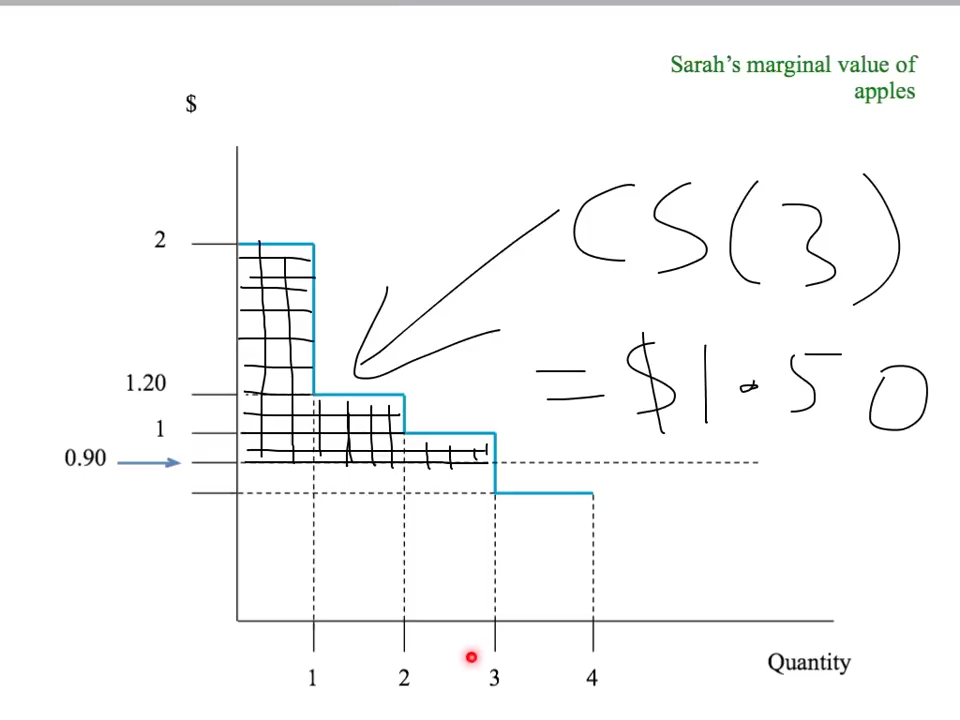 Sarah's marginal value of
apples
$
2
CS(3)
1.20
= $1.50
1
0.90
1 2 3 4
Quantity